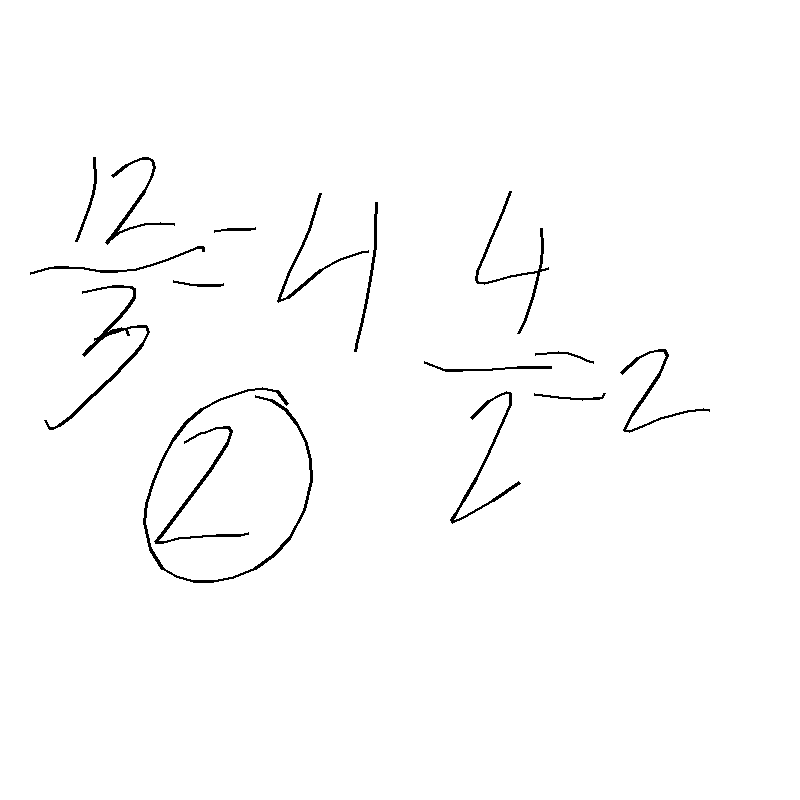 12/3 = 4
4/2 = 2
2